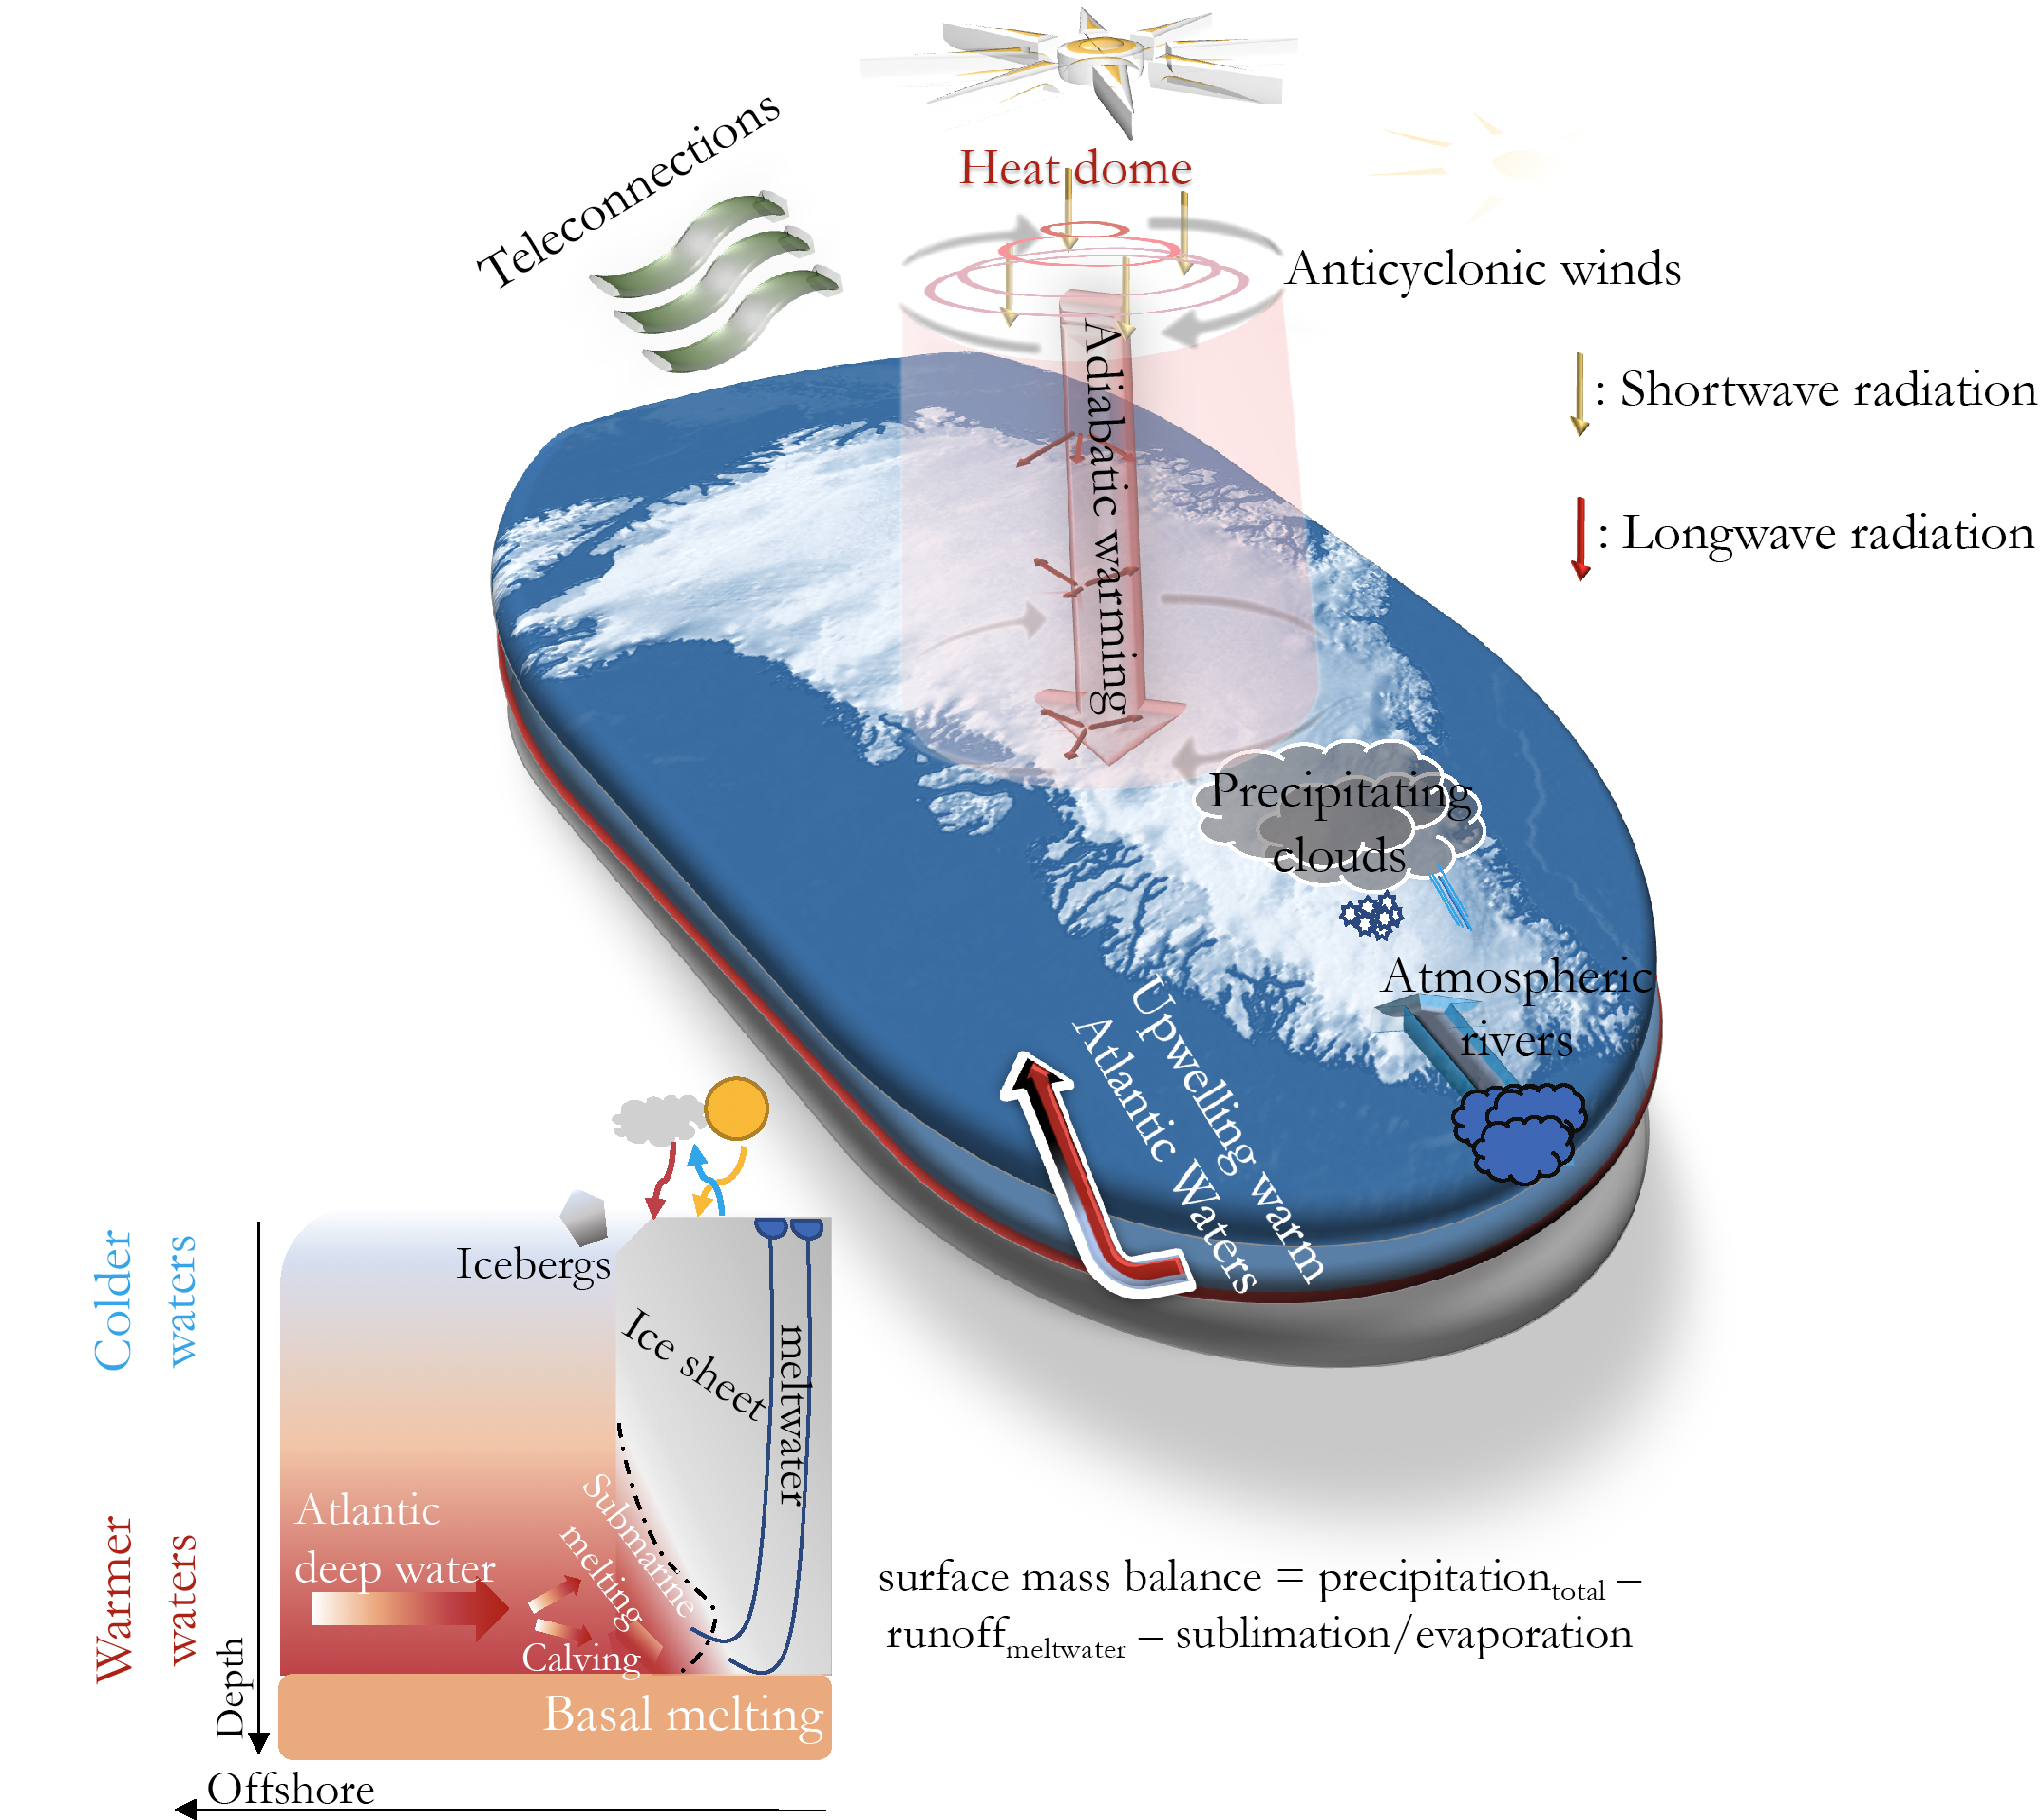 Teleconnections
Heat dome
Anticyclonic winds
Adiabatic warming
: Shortwave radiation
: Longwave radiation
Precipitating
clouds
Atmospheric
rivers
Upwelling warm
Atlantic Waters
Colder
waters
Warmer
waters
Depth
Offshore
Icebergs
Ice sheet
meltwater
Atlantic
deep water
Submarine
melting
Calving
Basal melting
surface mass balance = precipitationtotal –
runoffmeltwater – sublimation/evaporation